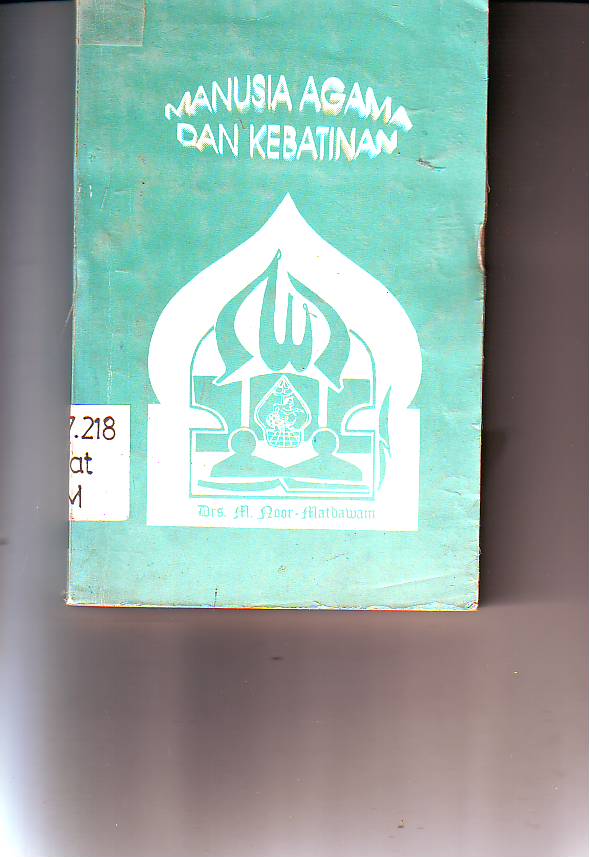 MANUSIA AGAMA
DAN KEBATINAN
7.218
at
M
Drs. M. Noor-Matdawam